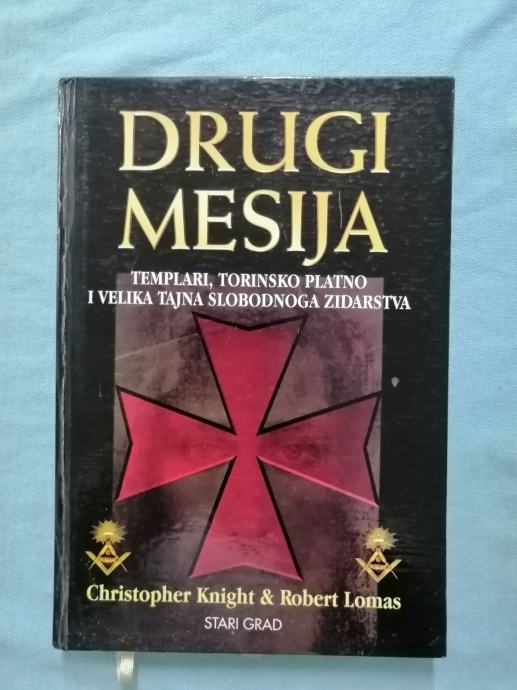 DRUGI
MESIJA
TEMPLARI, TORINSKO PLATNO
I VELIKA TAJNA SLOBODNOGA ZIDARSTVA
Christopher Knight & Robert Lomas
STARI GRAD